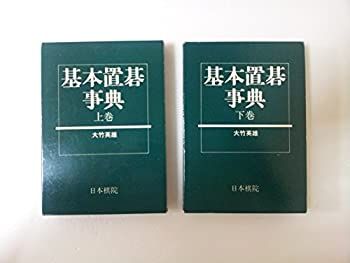 基本置碁
事典
上巻
大竹英雄
日本棋院
基本置碁
事典
下巻
大竹英雄
日本棋院